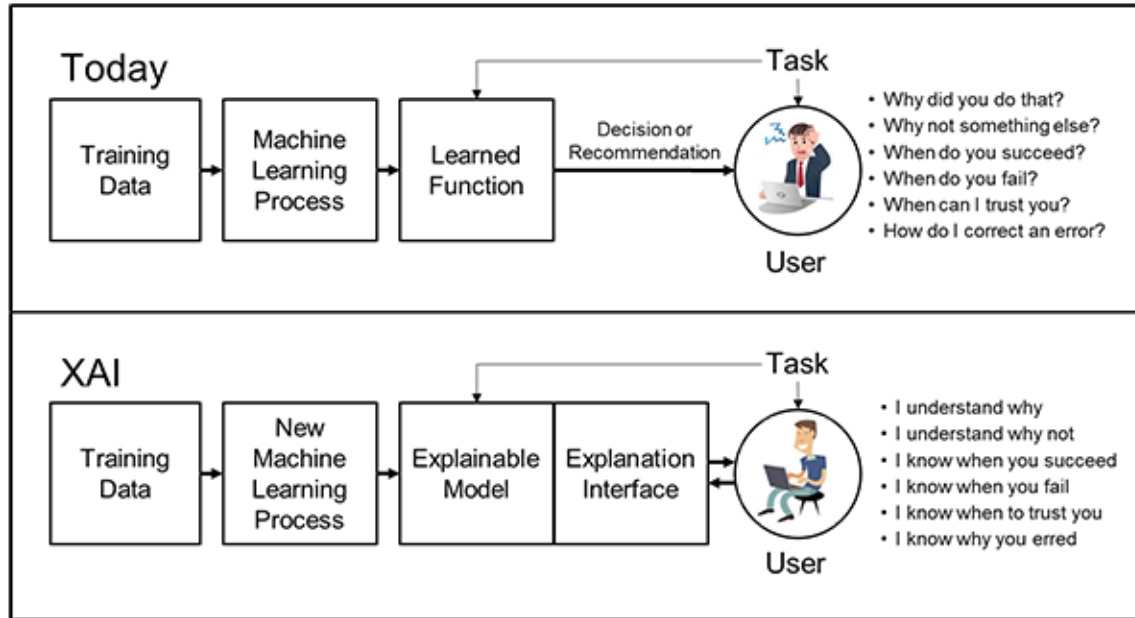 Today
Task
Training
Data
Machine
Learning
Process
Learned
Function
Decision or
Recommendation
User
• Why did you do that?
• Why not something else?
• When do you succeed?
• When do you fail?
• When can I trust you?
• How do I correct an error?
XAI
Task
Training
Data
New
Machine
Learning
Process
Explainable
Model
Explanation
Interface
User
• I understand why
• I understand why not
• I know when you succeed
• I know when you fail
• I know when to trust you
• I know why you erred